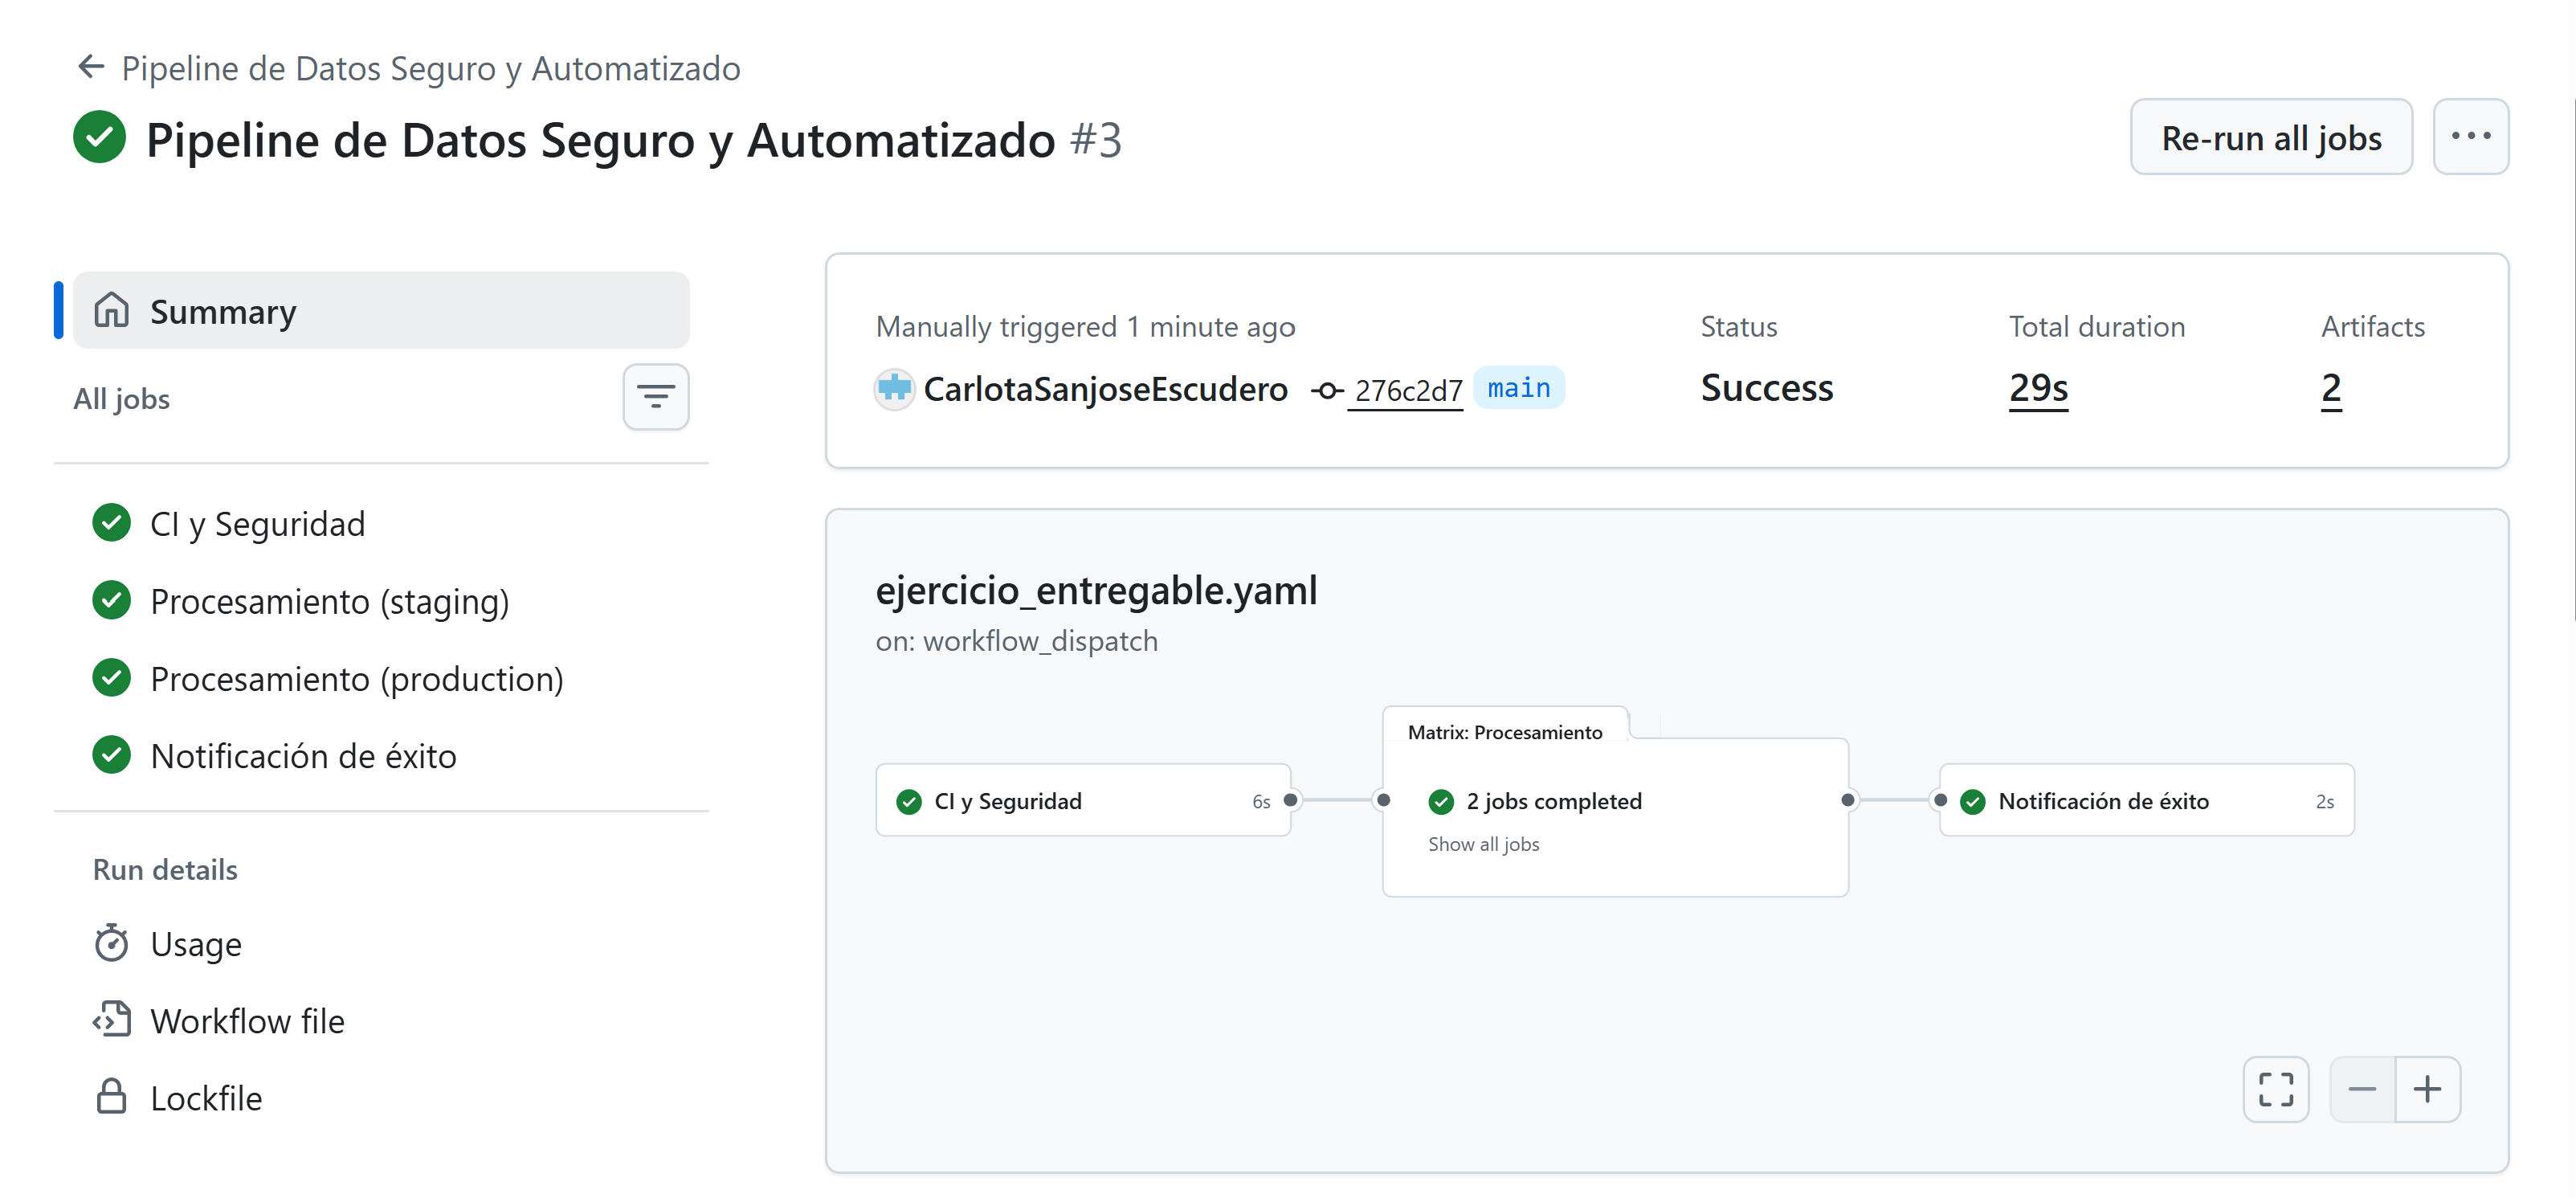 Pipeline de Datos Seguro y Automatizado
Pipeline de Datos Seguro y Automatizado #3
Re-run all jobs
Summary
All jobs
CI y Seguridad
Procesamiento (staging)
Procesamiento (production)
Notificación de éxito
Run details
Usage
Workflow file
Lockfile
Manually triggered 1 minute ago
CarlotaSanjoseEscudero 276c2d7 main
Status
Success
Total duration
29s
Artifacts
2
ejercicio_entregable.yaml
on: workflow_dispatch
CI y Seguridad 6s
Matrix: Procesamiento
2 jobs completed
Show all jobs
Notificación de éxito 2s